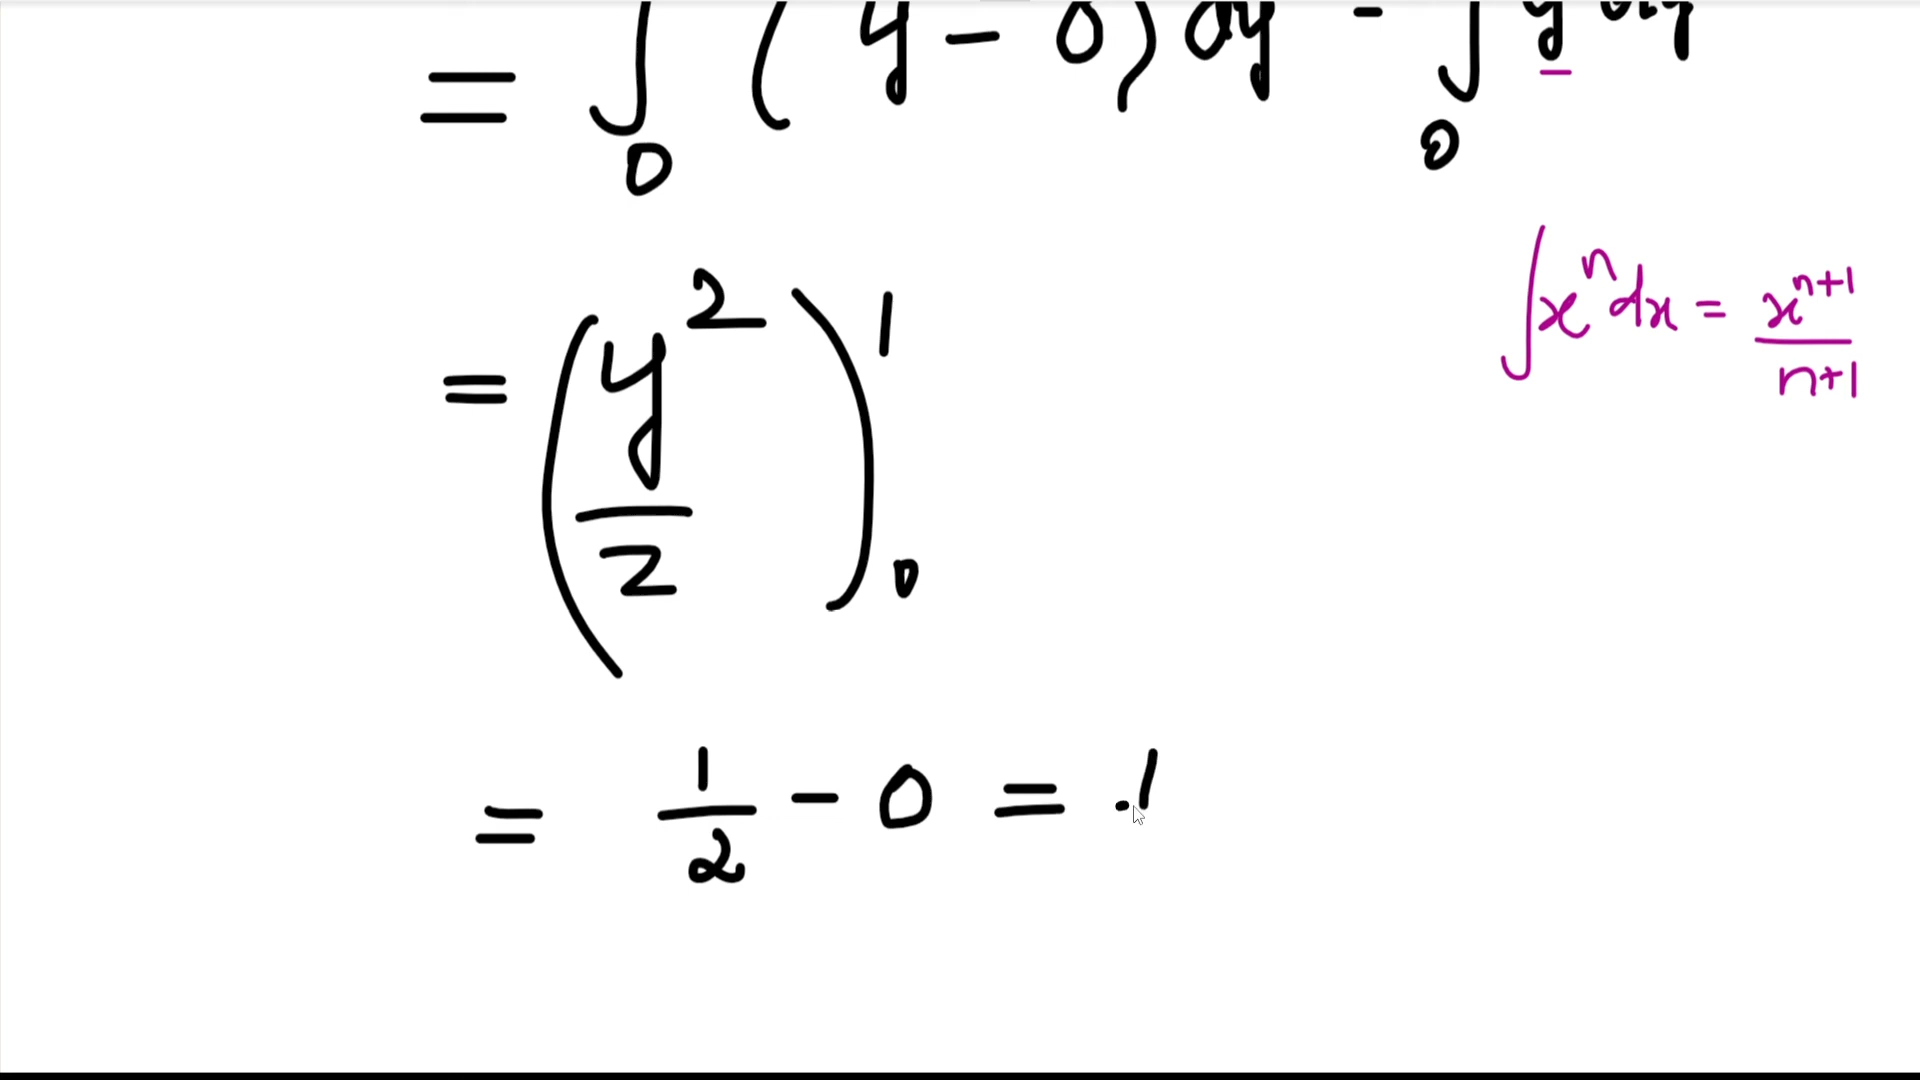 = ∫₀ (y - 0) dy = ∫₀ y dy
∫xⁿdx = xⁿ⁺¹/n+1
= (y²/2)₀¹
= 1/2 - 0 = 1